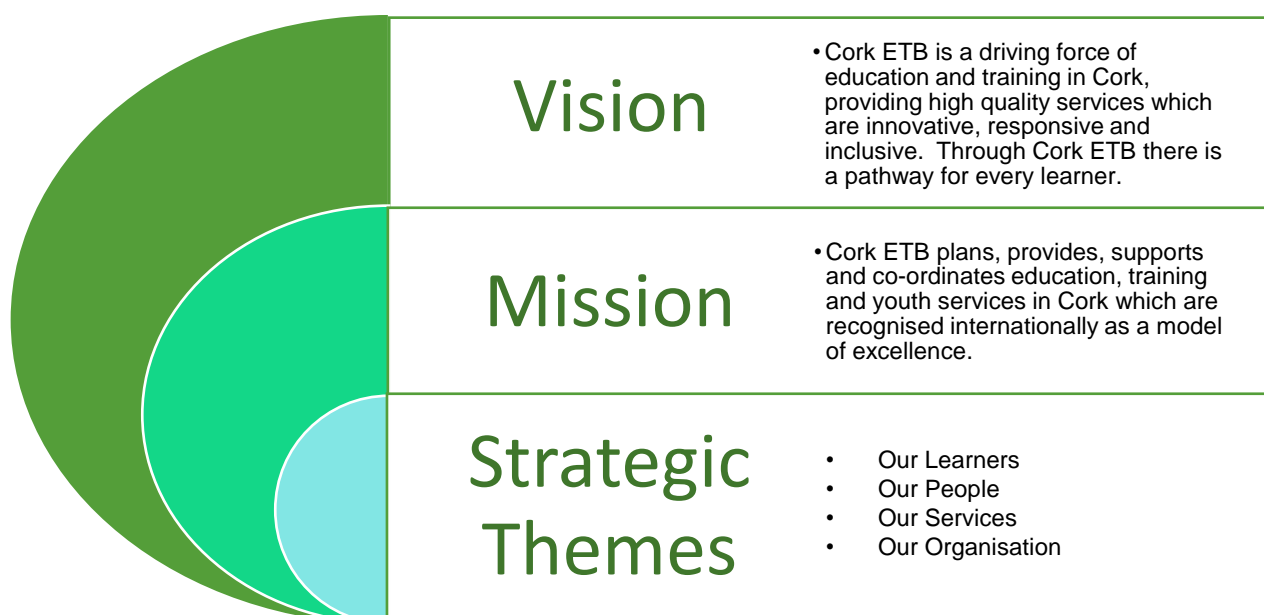 Vision
• Cork ETB is a driving force of
education and training in Cork,
providing high quality services which
are innovative, responsive and
inclusive.  Through Cork ETB there is
a pathway for every learner.
Mission
• Cork ETB plans, provides, supports
and co-ordinates education, training
and youth services in Cork which are
recognised internationally as a model
of excellence.
Strategic
Themes
• Our Learners
• Our People
• Our Services
• Our Organisation